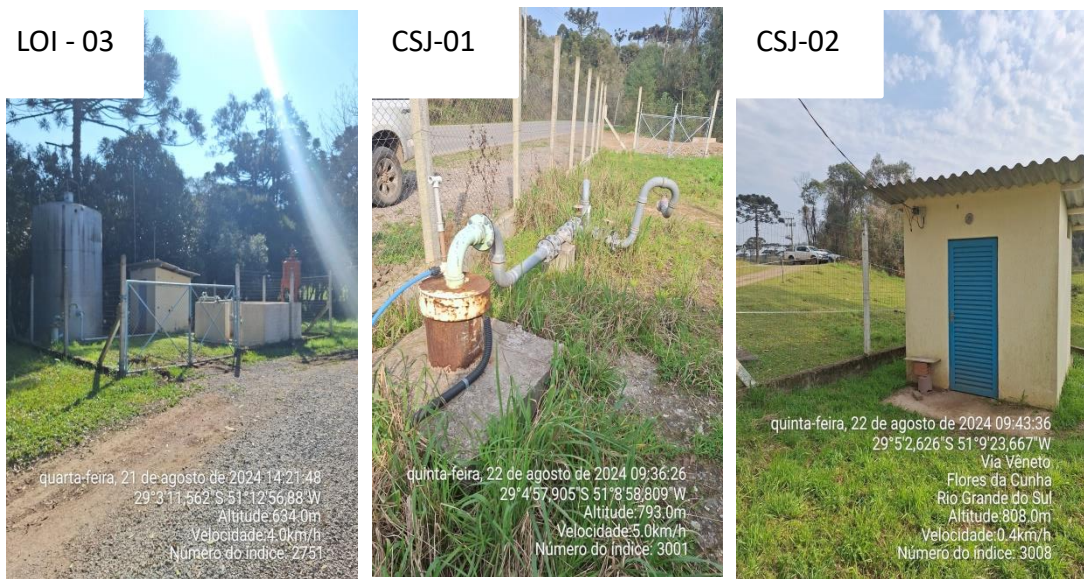 LOI - 03
quarta-feira, 21 de agosto de 2024 14:21:48
29°3'11,562"S 51°12'56,88"W
Altitude:634.0m
Velocidade:4.0km/h
Número do índice: 2751
CSJ-01
quinta-feira, 22 de agosto de 2024 09:36:26
29°4'57,905"S 51°8'58,809"W
Altitude:793.0m
Velocidade:5.0km/h
Número do índice: 3001
CSJ-02
quinta-feira, 22 de agosto de 2024 09:43:36
29°5'2,626"S 51°9'23,667"W
Via Vêneto
Flores da Cunha
Rio Grande do Sul
Altitude:808.0m
Velocidade:0.4km/h
Número do índice: 3008